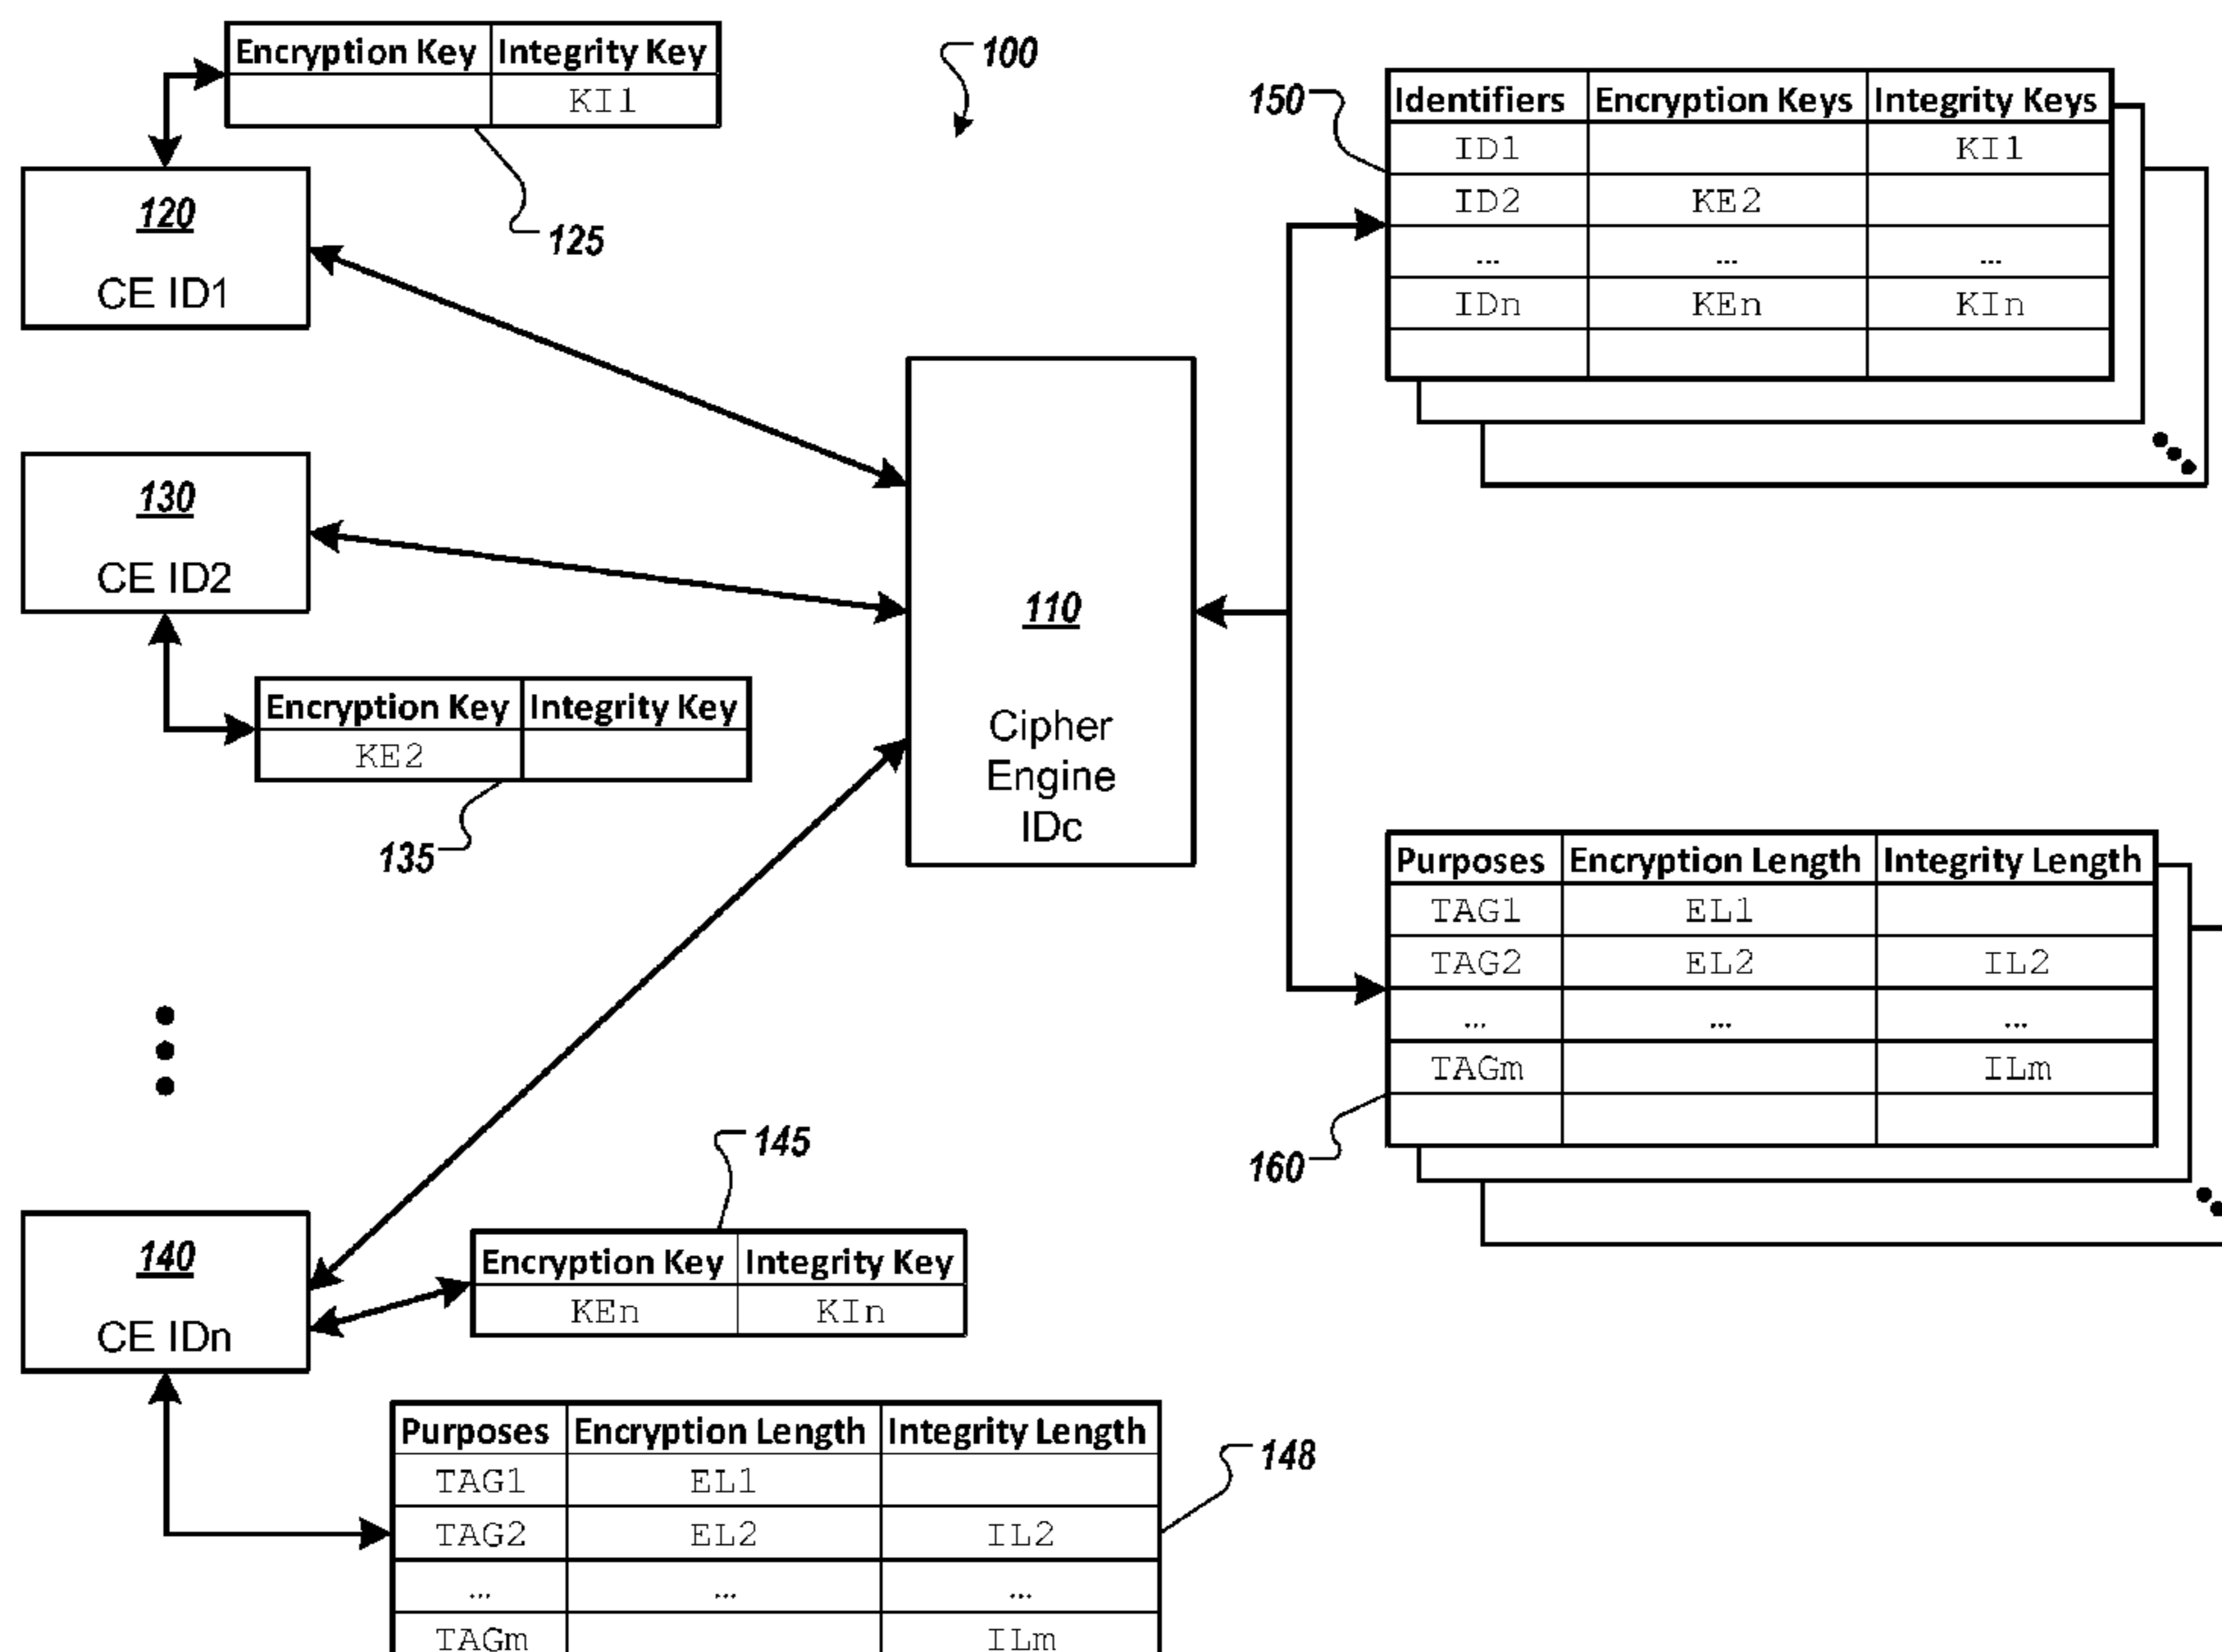 Encryption Key Integrity Key
KI1
100
125
120
CE ID1
150
Identifiers Encryption Keys Integrity Keys
ID1 KI1
ID2 KE2
... ... ...
IDn KEn KIn
130
CE ID2
110
Cipher
Engine
IDc
Encryption Key Integrity Key
KE2
135
Purposes Encryption Length Integrity Length
TAG1 EL1
TAG2 EL2 IL2
... ... ...
TAGm ILm
160
145
140
CE IDn
Encryption Key Integrity Key
KEn KIn
Purposes Encryption Length Integrity Length
TAG1 EL1
TAG2 EL2 IL2
... ... ...
TAGm ILm
148